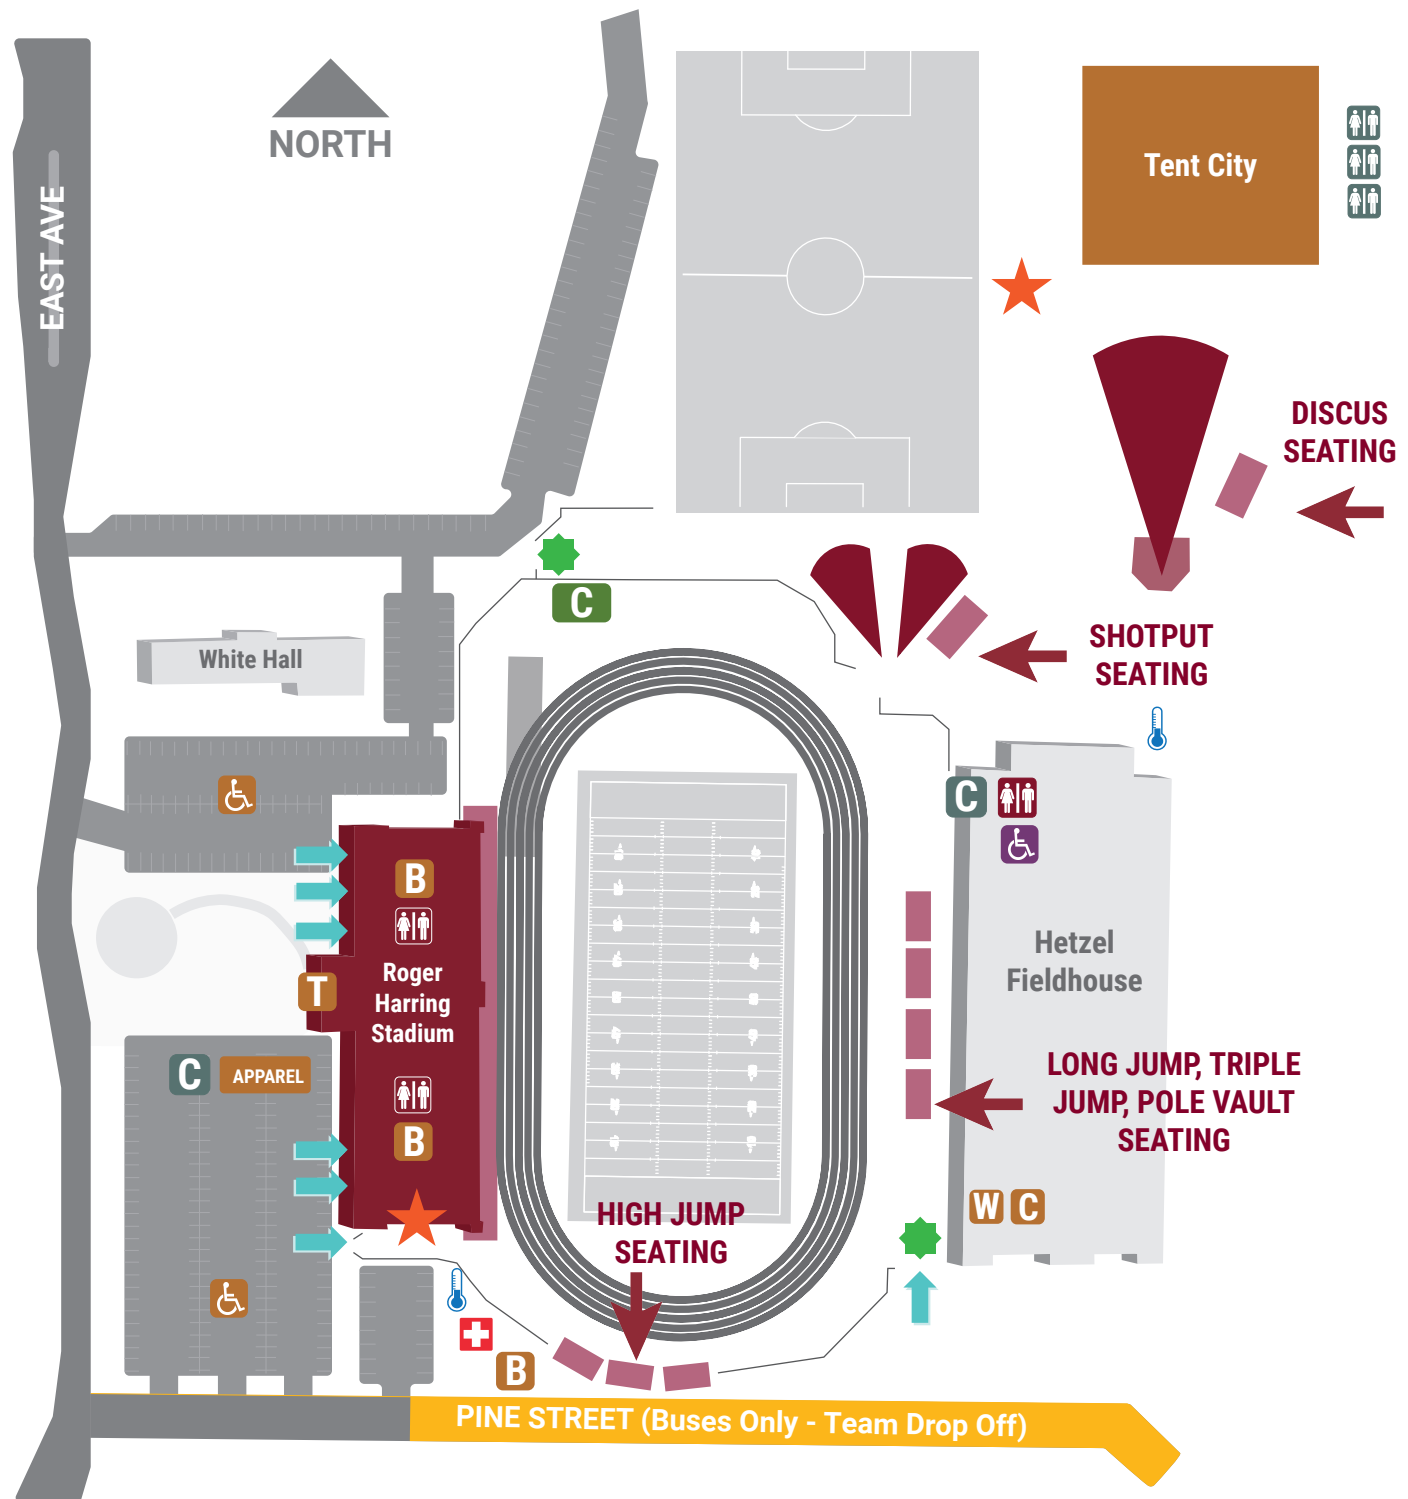 NORTH
EAST AVE
Tent City
DISCUS
SEATING
C
SHOTPUT
SEATING
White Hall
C
B
Roger
Harring
Stadium
T
Hetzel
Fieldhouse
C
APPAREL
LONG JUMP, TRIPLE
JUMP, POLE VAULT
SEATING
B
W C
HIGH JUMP
SEATING
B
PINE STREET (Buses Only - Team Drop Off)